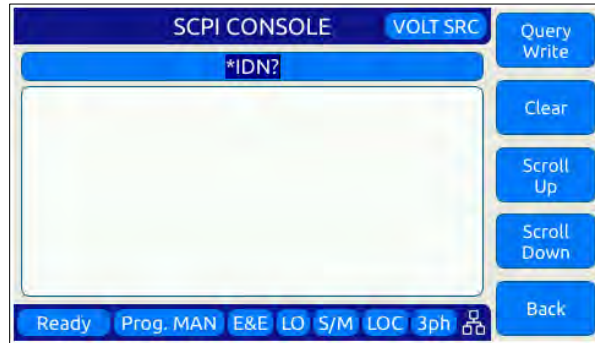 SCPI CONSOLE VOLT SRC
*IDN?
Query
Write
Clear
Scroll
Up
Scroll
Down
Back
Ready Prog. MAN E&E LO S/M LOC 3ph